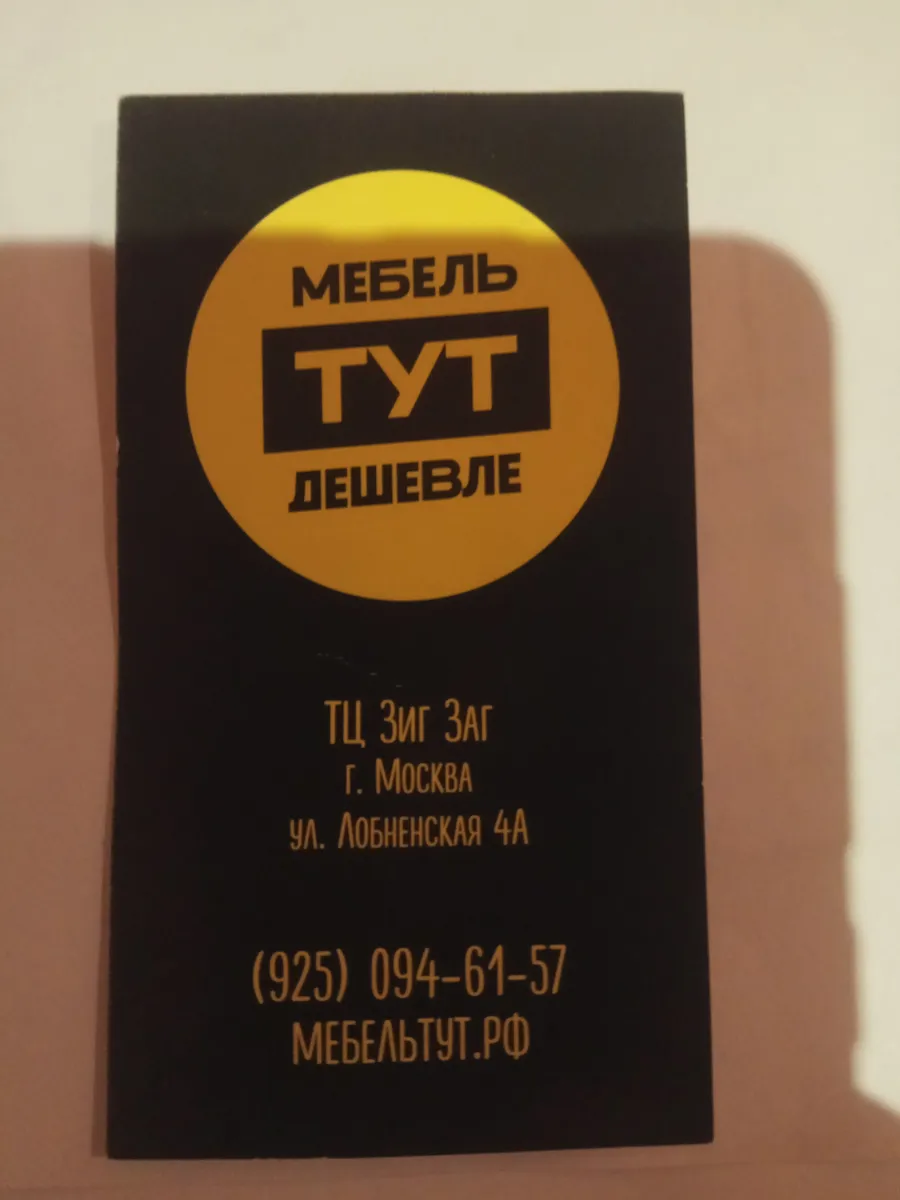 МЕБЕЛЬ
ТУТ
ДЕШЕВЛЕ
ТЦ Зиг Заг
г. Москва
ул. Лобненская 4А
(925) 094-61-57
МЕБЕЛЬТУТ.РФ